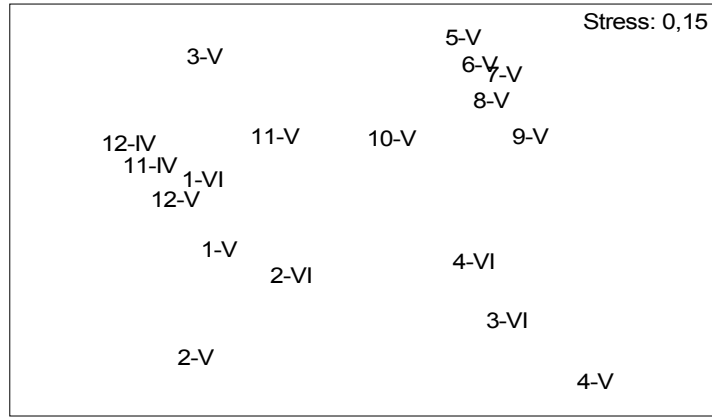 Stress: 0,15
5-V
3-V
6-V
7-V
8-V
11-V
10-V
9-V
12-IV
11-IV
1-VI
12-V
1-V
4-VI
2-VI
3-VI
2-V
4-V